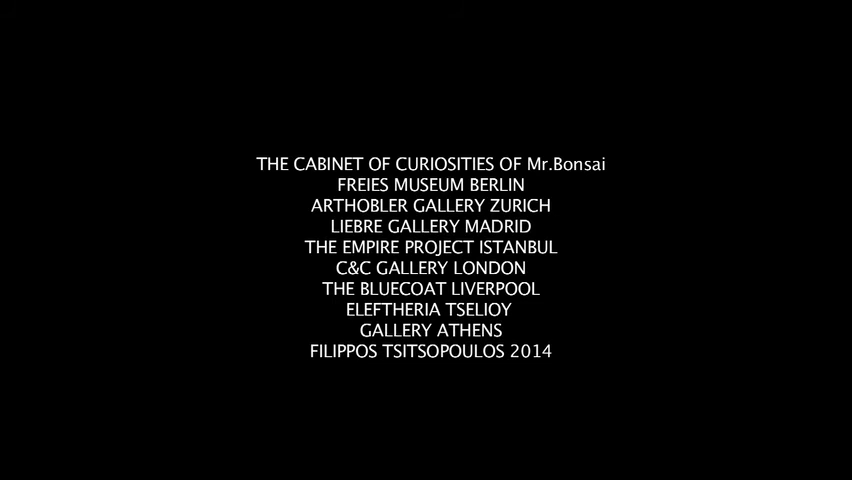 THE CABINET OF CURIOSITIES OF Mr.Bonsai
FREIES MUSEUM BERLIN
ARTHOBLER GALLERY ZURICH
LIEBRE GALLERY MADRID
THE EMPIRE PROJECT ISTANBUL
C&C GALLERY LONDON
THE BLUECOAT LIVERPOOL
ELEFTHERIA TSELIOY
GALLERY ATHENS
FILIPPOS TSITSOPOULOS 2014